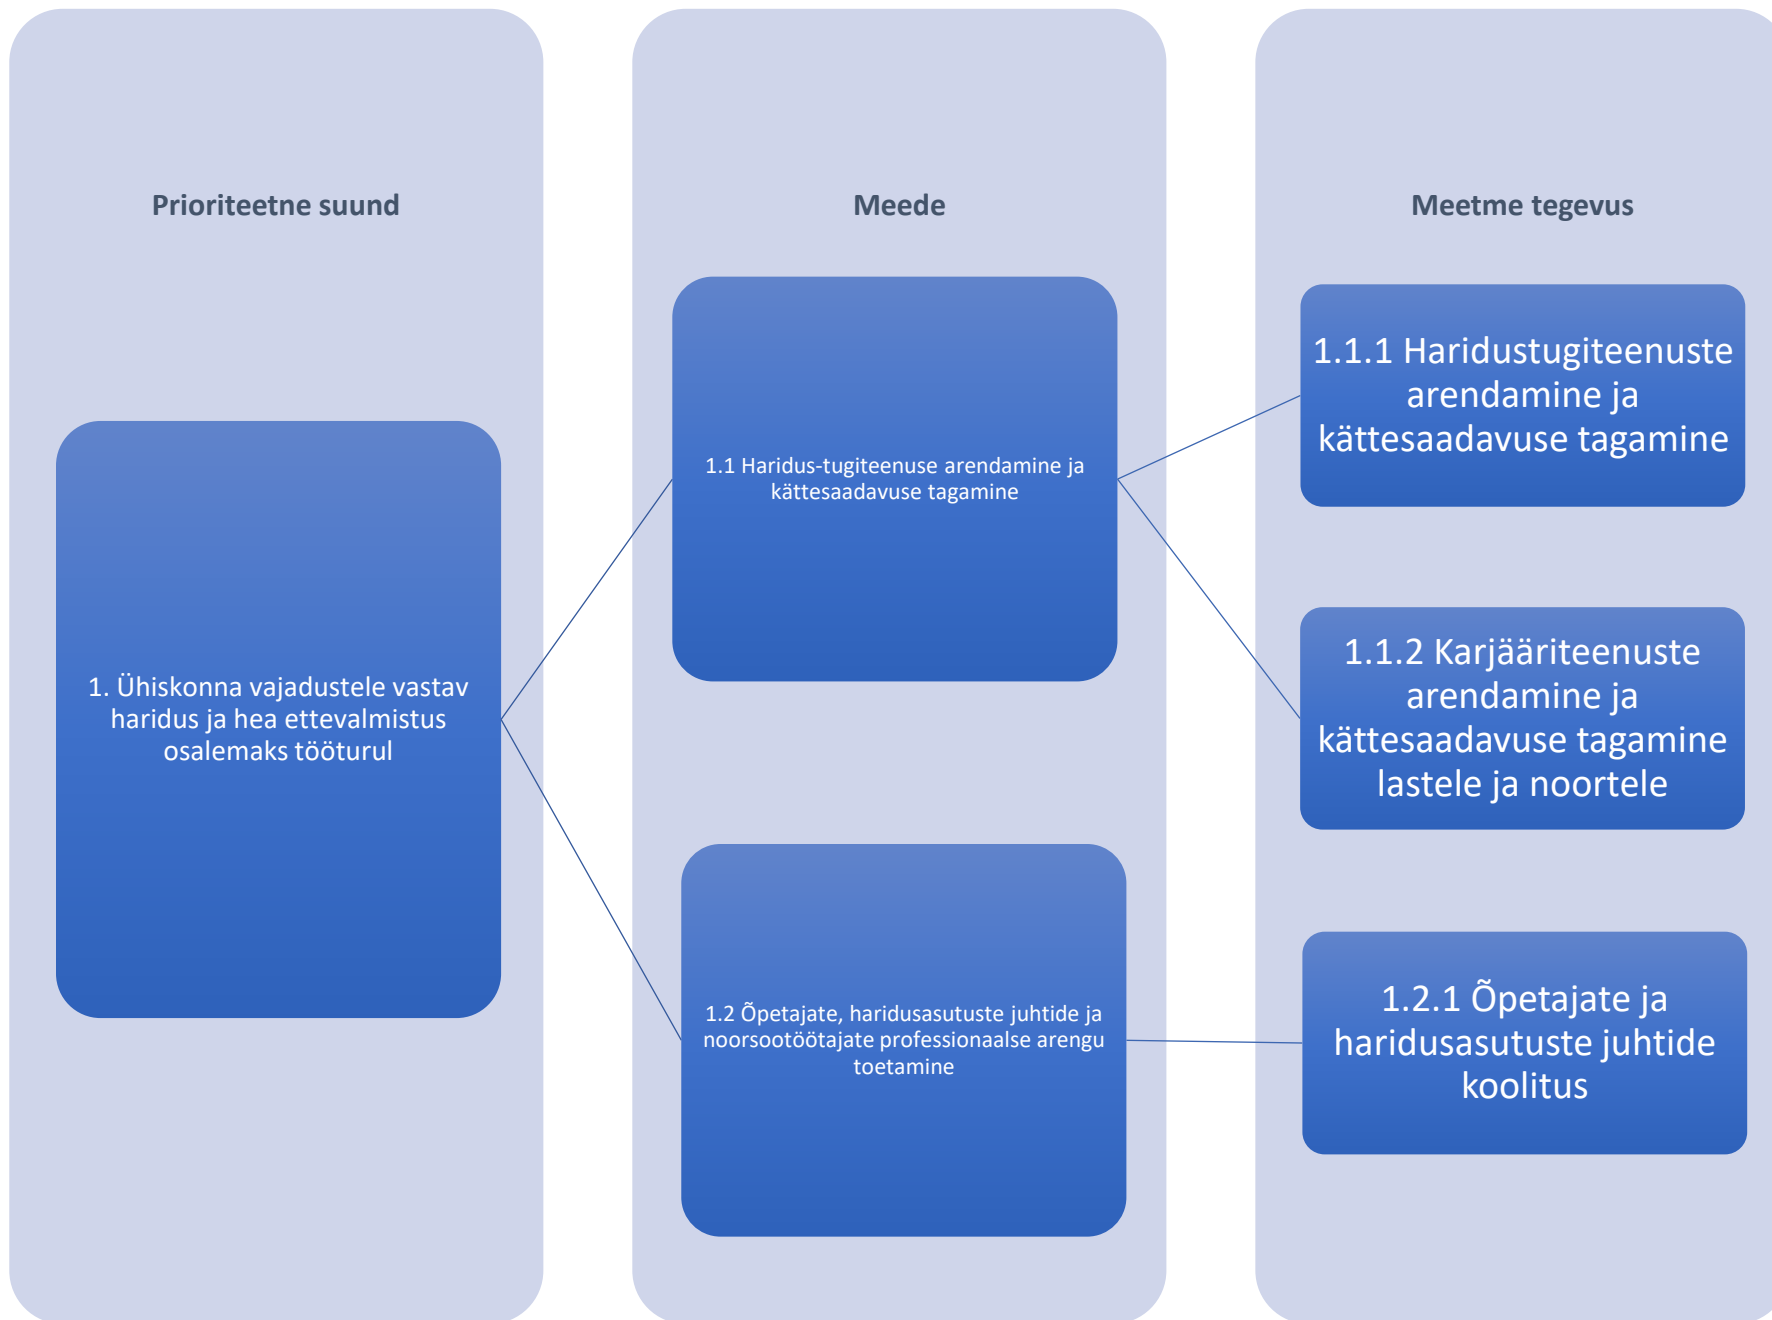 Prioriteetne suund
Meede
Meetme tegevus
1. Ühiskonna vajadustele vastav
haridus ja hea ettevalmistus
osalemaks tööturul
1.1 Haridus-tugiteenuse arendamine ja
kättesaadavuse tagamine
1.2 Õpetajate, haridusasutuste juhtide ja
noorsootöötajate professionaalse arengu
toetamine
1.1.1 Haridustugiteenuste
arendamine ja
kättesaadavuse tagamine
1.1.2 Karjääriteenuste
arendamine ja
kättesaadavuse tagamine
lastele ja noortele
1.2.1 Õpetajate ja
haridusasutuste juhtide
koolitus